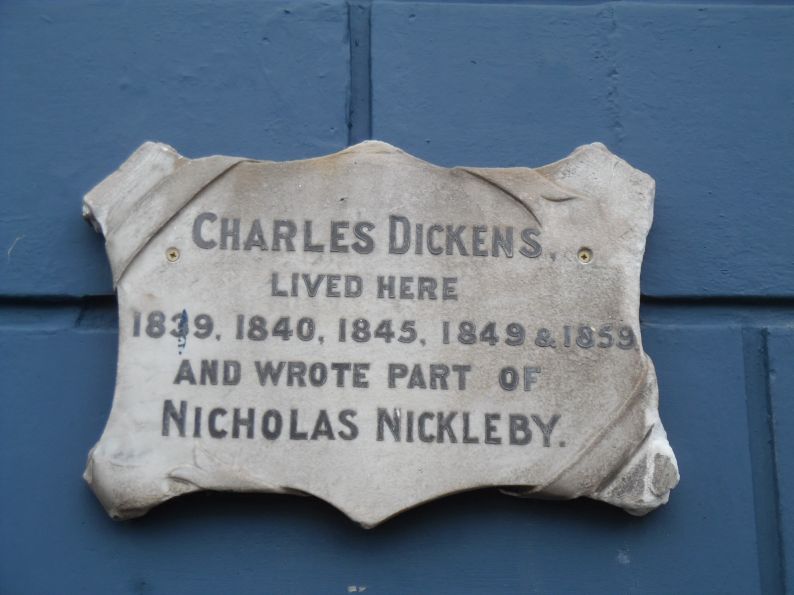 CHARLES DICKENS,
LIVED HERE
1839, 1840, 1845, 1849 & 1859
AND WROTE PART OF
NICHOLAS NICKLEBY.